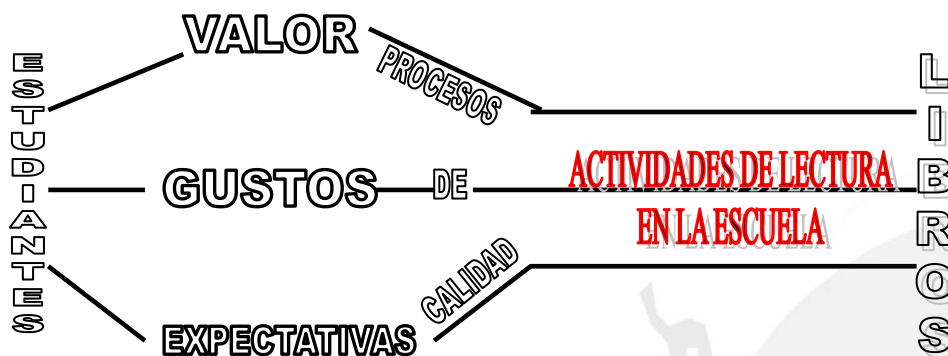 ESTUDIANTES
VALOR
PROCESOS
GUSTOS
DE
EXPECTATIVAS
CALIDAD
ACTIVIDADES DE LECTURA
EN LA ESCUELA
LIBROS